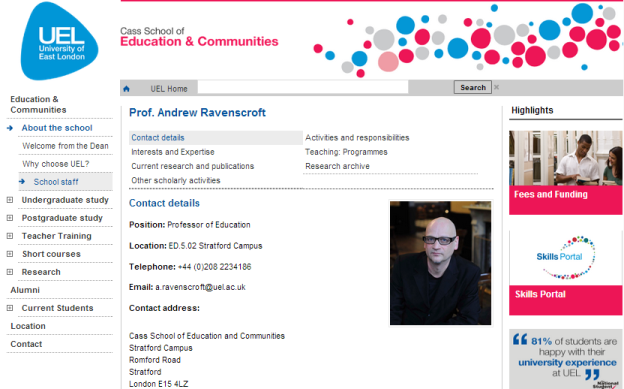 UEL
University of
East London
Cass School of
Education & Communities
UEL Home
Search
Education &
Communities
About the school
Welcome from the Dean
Why choose UEL?
School staff
Undergraduate study
Postgraduate study
Teacher Training
Short courses
Research
Alumni
Current Students
Location
Contact
Prof. Andrew Ravenscroft
Contact details
Activities and responsibilities
Interests and Expertise
Teaching: Programmes
Current research and publications
Research archive
Other scholarly activities
Contact details
Position: Professor of Education
Location: ED.5.02 Stratford Campus
Telephone: +44 (0)208 2234186
Email: a.ravenscroft@uel.ac.uk
Contact address:
Cass School of Education and Communities
Stratford Campus
Romford Road
Stratford
London E15 4LZ
Highlights
Fees and Funding
Skills Portal
Skills Portal
“ 81% of students are
happy with their
university experience
at UEL ”
National
Student